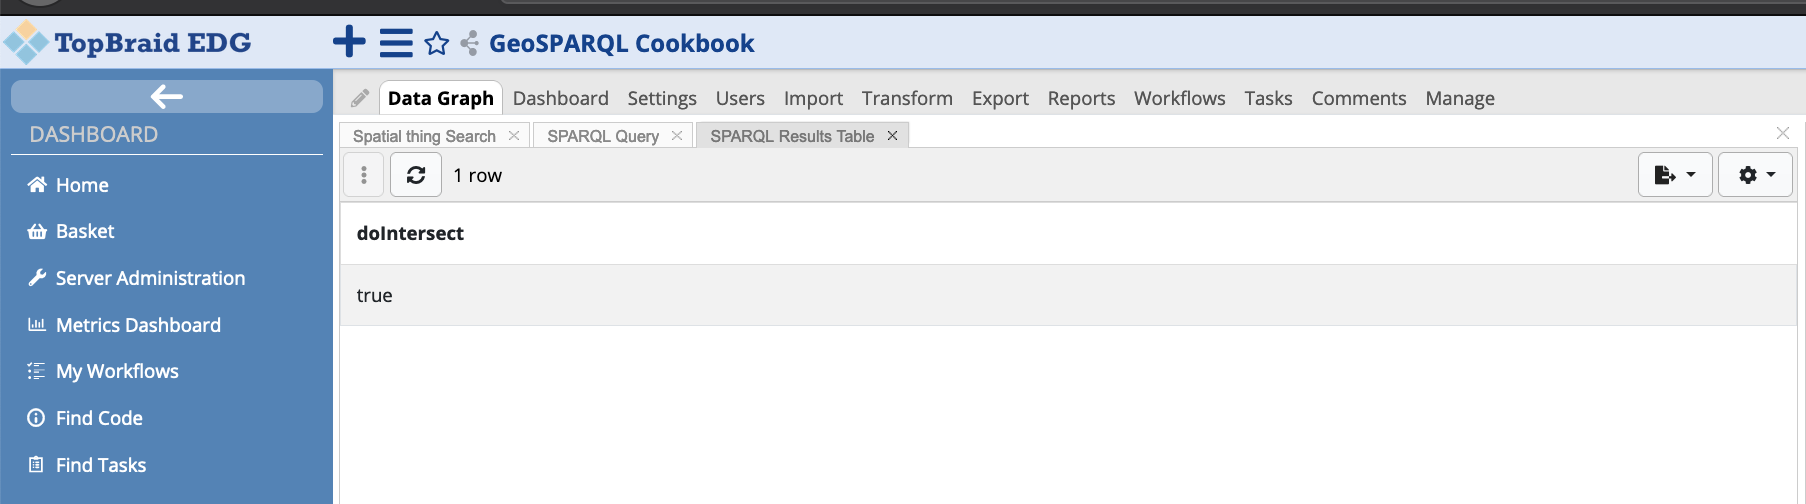 TopBraid EDG
GeoSPARQL Cookbook
DASHBOARD
Home
Basket
Server Administration
Metrics Dashboard
My Workflows
Find Code
Find Tasks
Data Graph Dashboard Settings Users Import Transform Export Reports Workflows Tasks Comments Manage
Spatial thing Search SPARQL Query SPARQL Results Table
1 row
doIntersect
true